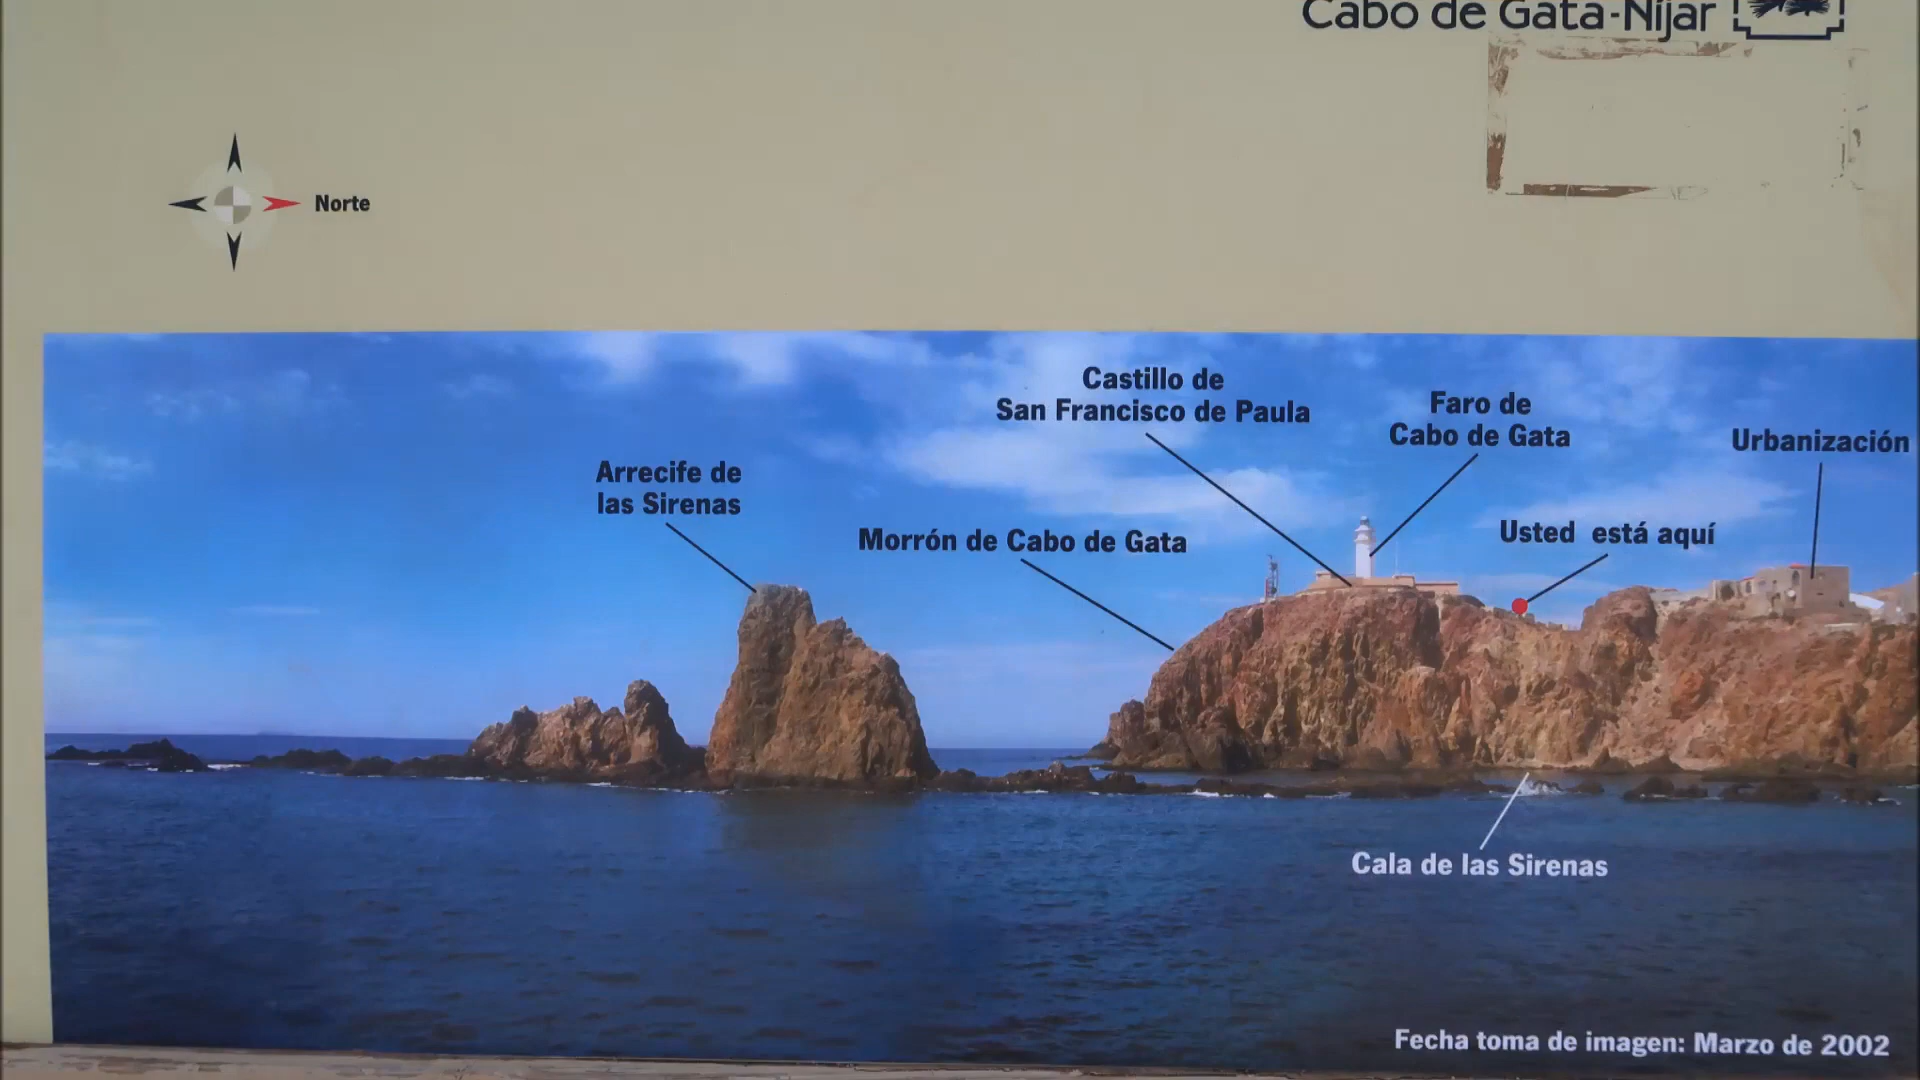 Cabo de Gata-Níjar
Norte
Castillo de
San Francisco de Paula
Faro de
Cabo de Gata
Urbanización
Arrecife de
las Sirenas
Morrón de Cabo de Gata
Usted está aquí
Cala de las Sirenas
Fecha toma de imagen: Marzo de 2002